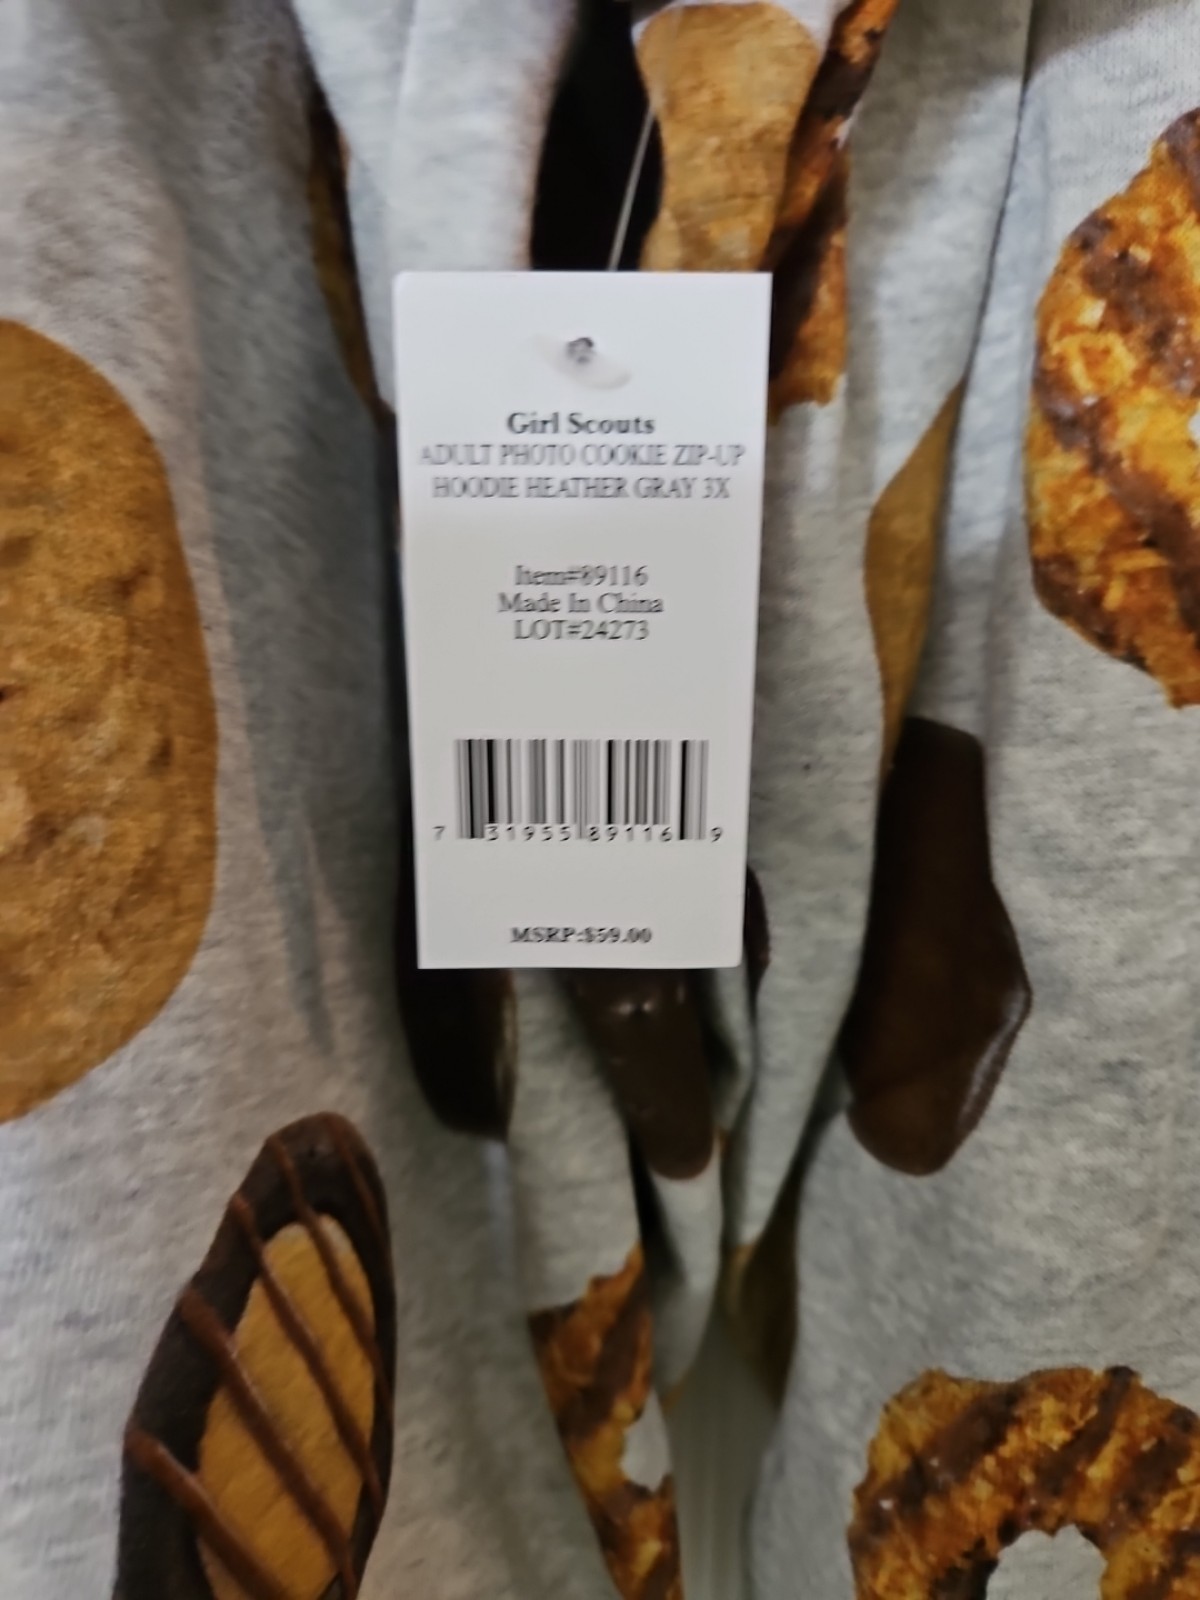 Girl Scouts
ADULT PHOTO COOKIE ZIP-UP
HOODIE HEATHER GRAY 3X
Item#89116
Made In China
LOT#24273
7 31955 89116 9
MSRP:$59.00